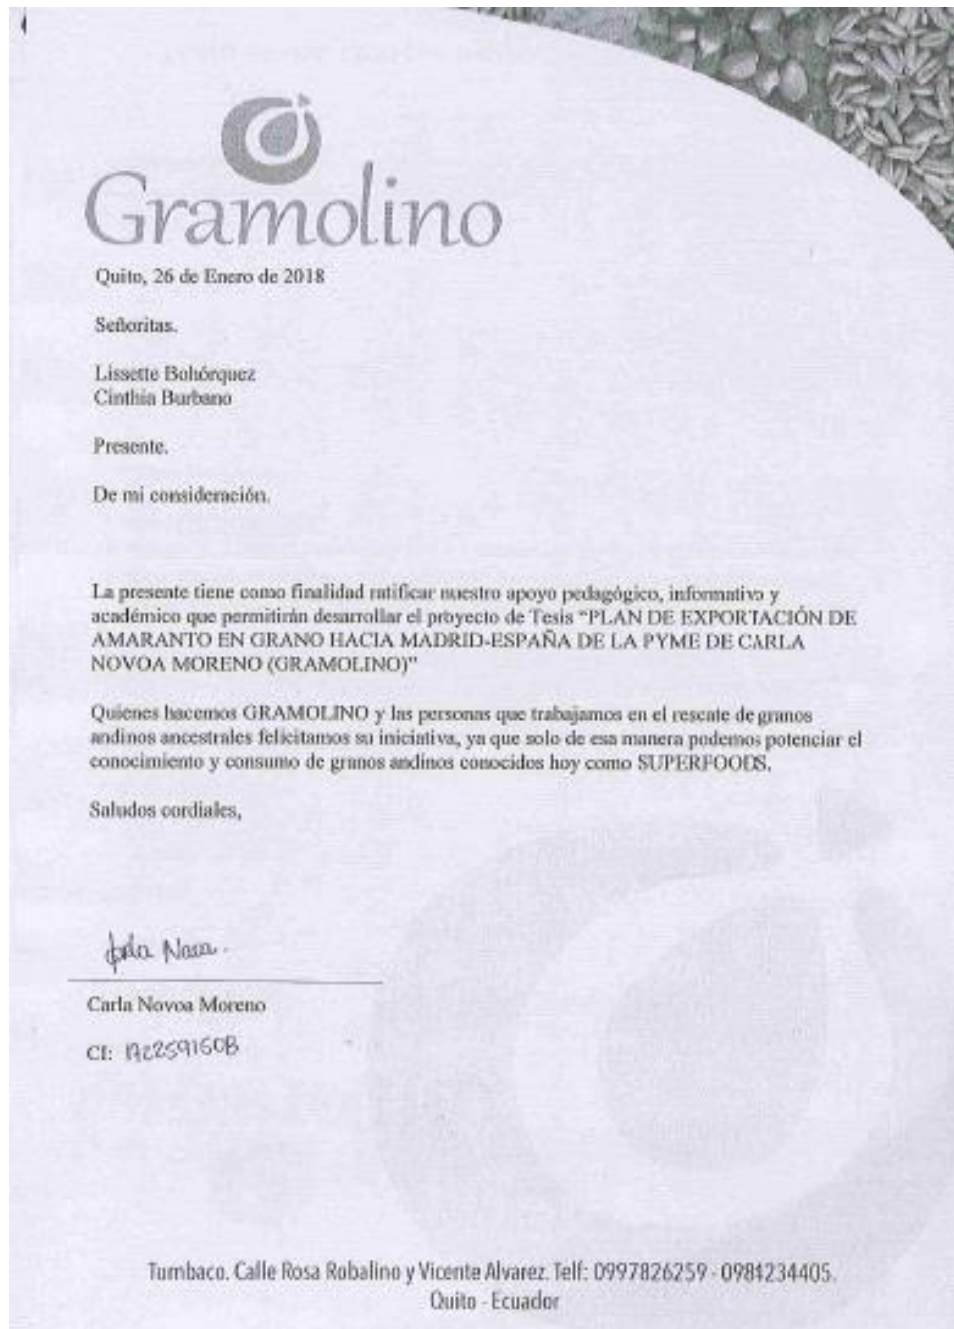 Gramolino
Quito, 26 de Enero de 2018
Señoritas.
Lissette Bohórquez
Cinthia Burbano
Presente.
De mi consideración.
La presente tiene como finalidad ratificar nuestro apoyo pedagógico, informativo y
académico que permitirán desarrollar el proyecto de Tesis “PLAN DE EXPORTACIÓN DE
AMARANTO EN GRANO HACIA MADRID-ESPAÑA DE LA PYME DE CARLA
NOVOA MORENO (GRAMOLINO)”
Quienes hacemos GRAMOLINO y las personas que trabajamos en el rescate de granos
andinos ancestrales felicitamos su iniciativa, ya que solo de esa manera podemos potenciar el
conocimiento y consumo de granos andinos conocidos hoy como SUPERFOODS.
Saludos cordiales,
Carla Novoa Moreno
CI:
Tumbaco. Calle Rosa Robalino y Vicente Alvarez. Telf: 0997826259 - 0981234405.
Quito - Ecuador